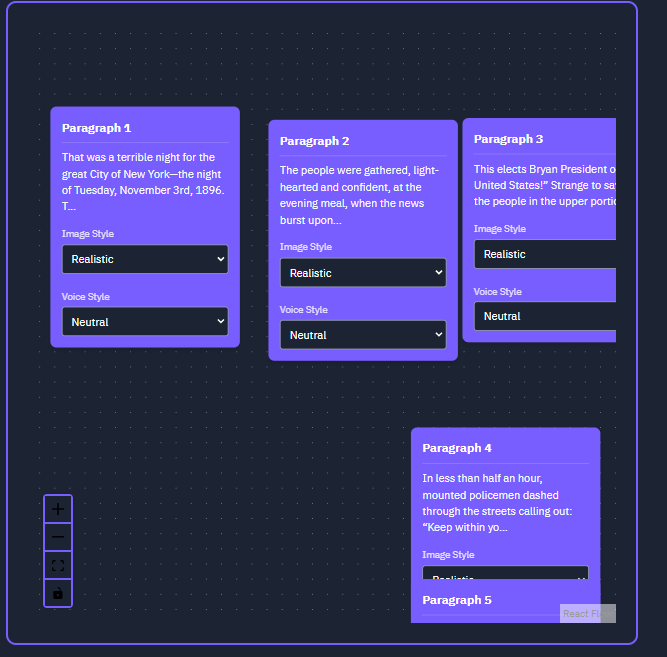 Paragraph 1
That was a terrible night for the
great City of New York—the night
of Tuesday, November 3rd, 1896.
T...
Image Style
Realistic
Voice Style
Neutral
Paragraph 2
The people were gathered, light-
hearted and confident, at the
evening meal, when the news
burst upon...
Image Style
Realistic
Voice Style
Neutral
Paragraph 3
This elects Bryan President o
United States!” Strange to sa
the people in the upper portio
Image Style
Realistic
Voice Style
Neutral
Paragraph 4
In less than half an hour,
mounted policemen dashed
through the streets calling out:
“Keep within yo...
Image Style
Realistic
Paragraph 5
React Fl